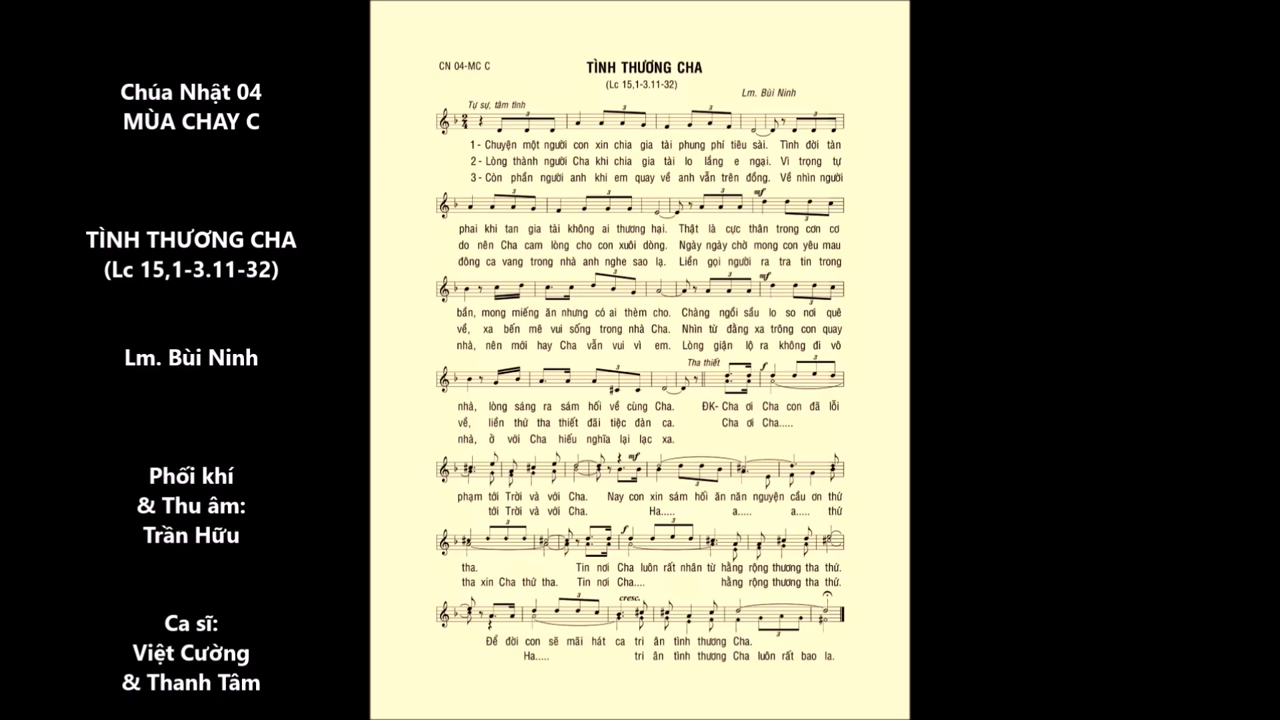 Chúa Nhật 04
MÙA CHAY C
TÌNH THƯƠNG CHA
(Lc 15,1-3.11-32)
Lm. Bùi Ninh
Phối khí
& Thu âm:
Trần Hữu
Ca sĩ:
Việt Cường
& Thanh Tâm
CN 04-MC C
TÌNH THƯƠNG CHA
(Lc 15,1-3.11-32)
Lm. Bùi Ninh
Tự sự, tâm tình
1 - Chuyện một người con xin chia gia tài phung phí tiêu sài. Tình đời tàn
2 - Lòng thành người Cha khi chia gia tài lo lắng e ngại. Vì trọng tự
3 - Còn phần người anh khi em quay về anh vẫn trên đồng. Về nhìn người
mf
phai khi tan gia tài không ai thương hại. Thật là cực thân trong cơn cơ
do nên Cha cam lòng cho con xuôi dòng. Ngày ngày chờ mong con yêu mau
đông ca vang trong nhà anh nghe sao lạ. Liền gọi người ra tra tin trong
mf
bần, mong miếng ăn nhưng có ai thèm cho. Chàng ngồi sầu lo so nơi quê
về, xa bến mê vui sống trong nhà Cha. Nhìn từ đằng xa trông con quay
nhà, nên mới hay Cha vẫn vui vì em. Lòng giận lộ ra không đi vô
Tha thiết
f
nhà, lòng sáng ra sám hối về cùng Cha. ĐK- Cha ơi Cha con đã lỗi
về, liền thử tha thiết đãi tiệc đàn ca. Cha ơi Cha.....
nhà, ở với Cha hiếu nghĩa lại lạc xa.
mf
phạm tới Trời và với Cha. Nay con xin sám hối ăn năn nguyện cầu ơn thứ
tới Trời và với Cha. Ha..... a..... a..... thứ
f
tha. Tin nơi Cha luôn rất nhân từ hằng rộng thương tha thứ.
tha xin Cha thứ tha. Tin nơi Cha.... hằng rộng thương tha thứ.
cresc.
Để đời con sẽ mãi hát ca tri ân tình thương Cha.
Ha..... tri ân tình thương Cha luôn rất bao la.